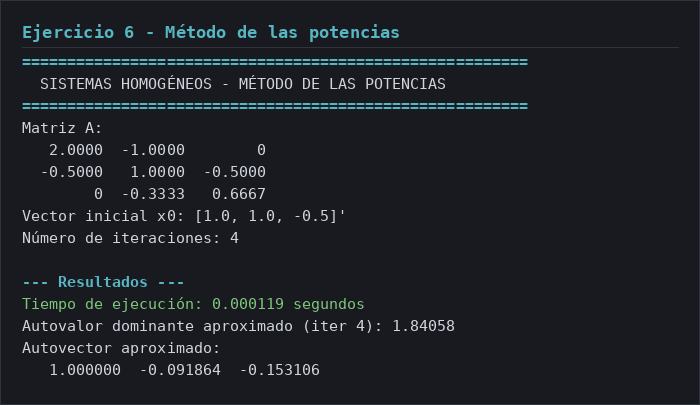 Ejercicio 6 - Método de las potencias
========================================================
SISTEMAS HOMOGÉNEOS - MÉTODO DE LAS POTENCIAS
========================================================
Matriz A:
2.0000  -1.0000        0
-0.5000   1.0000  -0.5000
0  -0.3333   0.6667
Vector inicial x0: [1.0, 1.0, -0.5]'
Número de iteraciones: 4
--- Resultados ---
Tiempo de ejecución: 0.000119 segundos
Autovalor dominante aproximado (iter 4): 1.84058
Autovector aproximado:
1.000000  -0.091864  -0.153106